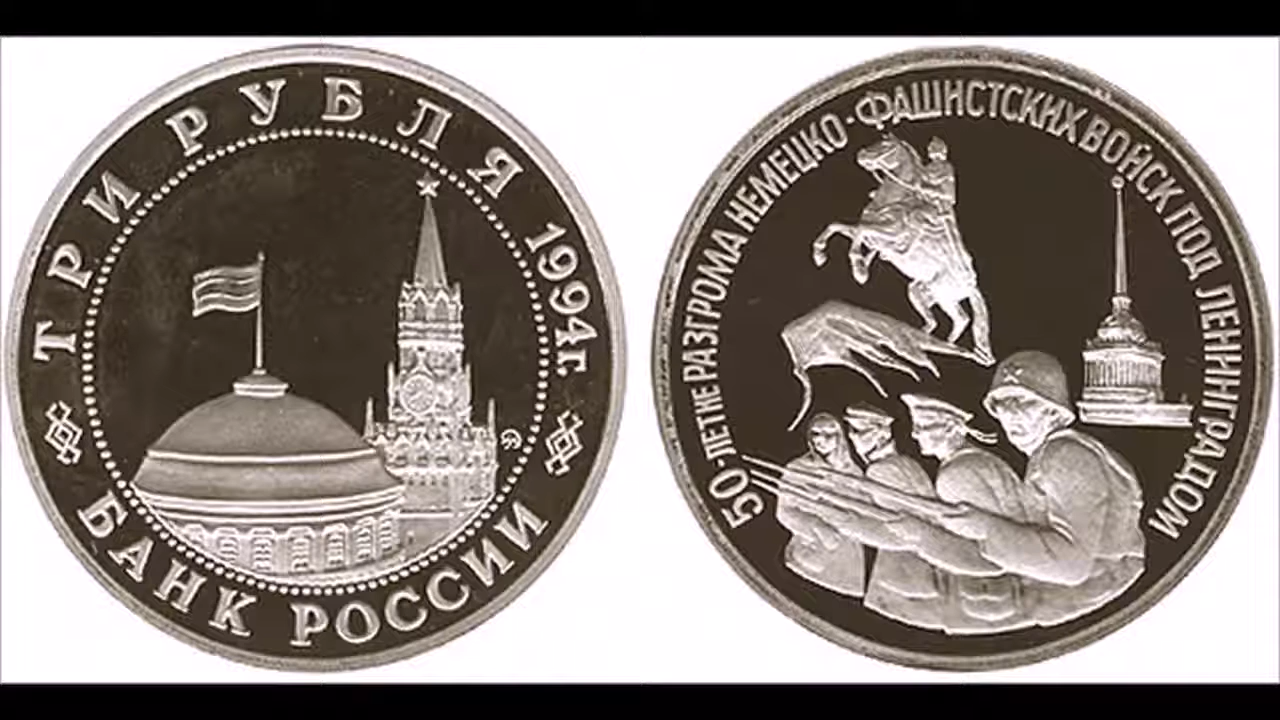 ТРИ РУБЛЯ 1994г.
БАНК РОССИИ
50-ЛЕТИЕ РАЗГРОМА НЕМЕЦКО-ФАШИСТСКИХ ВОЙСК ПОД ЛЕНИНГРАДОМ